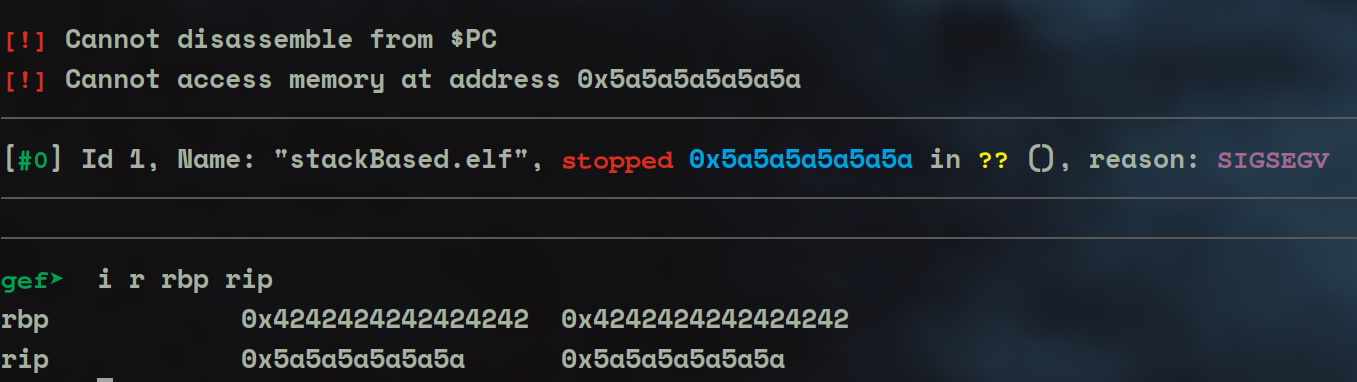 [!] Cannot disassemble from $PC
[!] Cannot access memory at address 0x5a5a5a5a5a5a
[#0] Id 1, Name: "stackBased.elf", stopped 0x5a5a5a5a5a5a in ?? (), reason: SIGSEGV
gef➤ i r rbp rip
rbp 0x4242424242424242 0x4242424242424242
rip 0x5a5a5a5a5a5a 0x5a5a5a5a5a5a